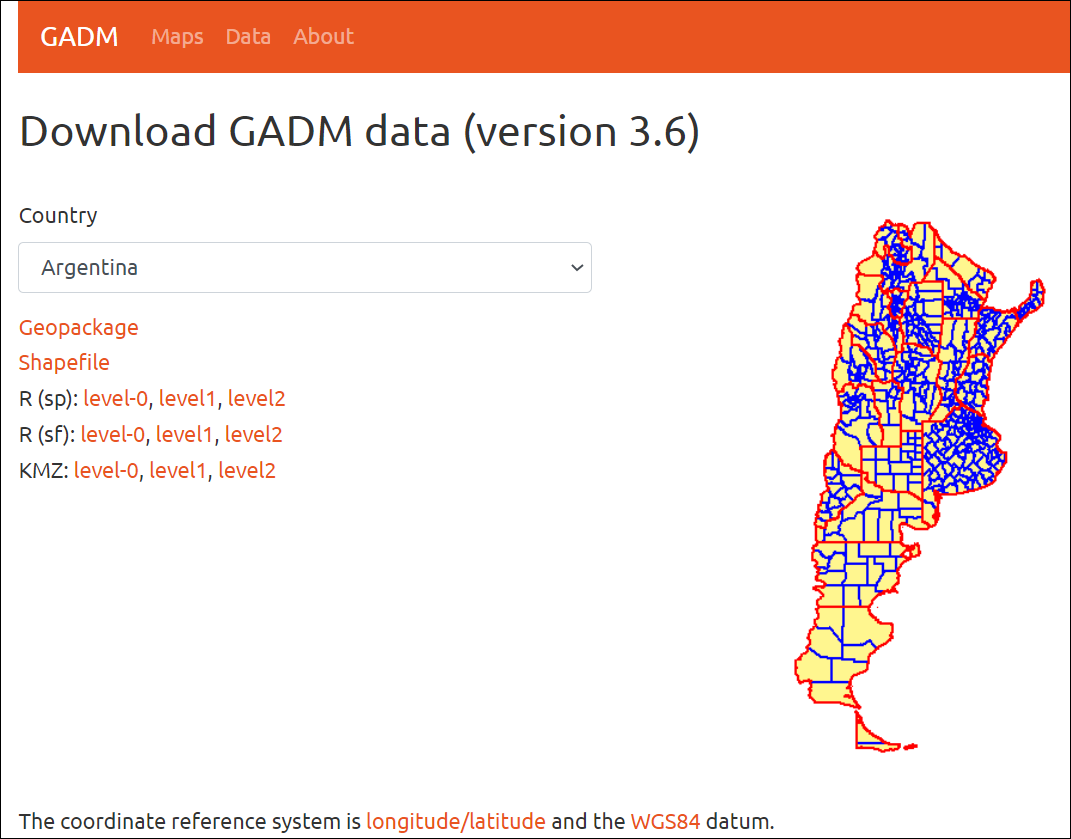 GADM Maps Data About
Download GADM data (version 3.6)
Country
Argentina
Geopackage
Shapefile
R (sp): level-0, level1, level2
R (sf): level-0, level1, level2
KMZ: level-0, level1, level2
The coordinate reference system is longitude/latitude and the WGS84 datum.